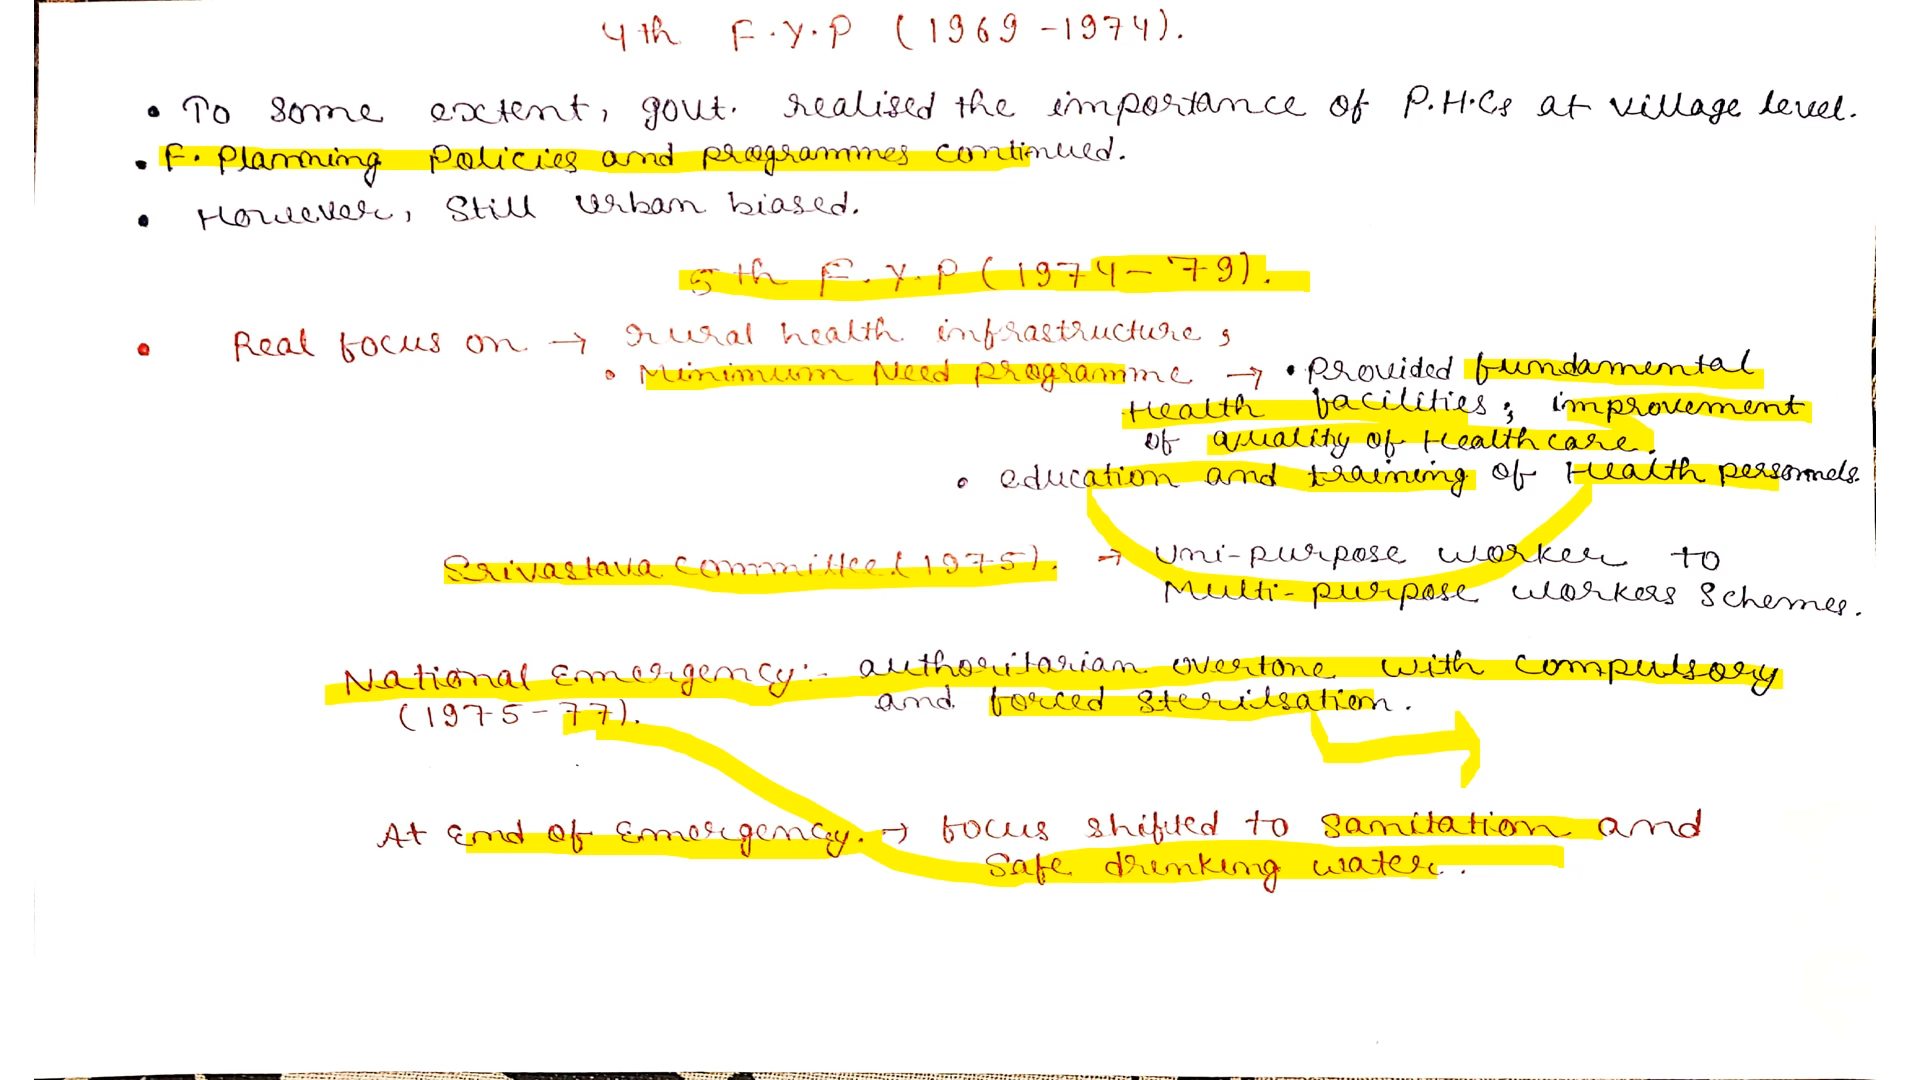 4th F.Y.P (1969-1974).
• To some extent, govt. realised the importance of P.H.Cs at village level.
• F. Planning Policies and programmes continued.
• However, still urban biased.
5th F.Y.P (1974-'79).
• Real focus on → rural health infrastructure,
• Minimum Need programme → • provided fundamental
Health facilities, improvement
of quality of Healthcare.
• education and training of Health personnels.
Srivastava Committee (1975). → Uni-purpose worker to
Multi-purpose workers Schemes.
National Emergency:- authoritarian overtone with compulsory
(1975-77). and forced sterilsation.
At End of Emergency. → focus shifted to sanitation and
Safe drinking water.